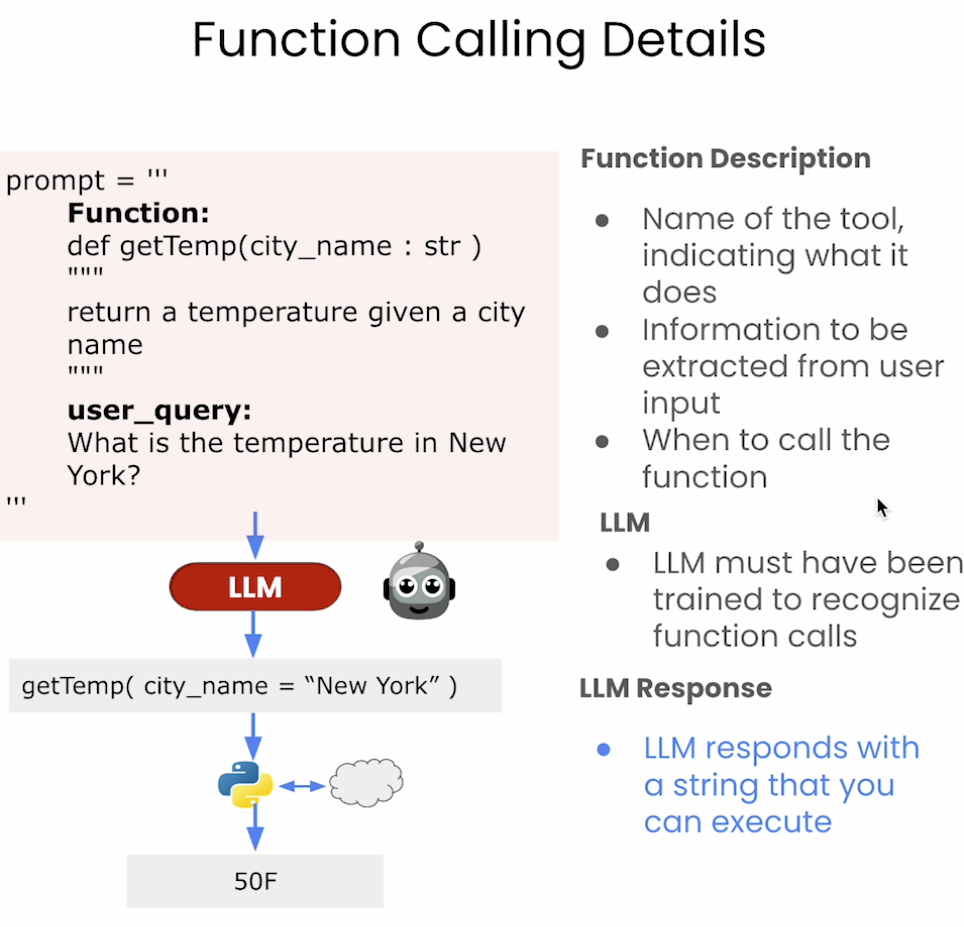 Function Calling Details
prompt = '''
Function:
def getTemp(city_name : str )
"""
return a temperature given a city
name
"""
user_query:
What is the temperature in New
York?
'''
LLM
getTemp( city_name = “New York” )
50F
Function Description
● Name of the tool,
indicating what it
does
● Information to be
extracted from user
input
● When to call the
function
LLM
● LLM must have been
trained to recognize
function calls
LLM Response
● LLM responds with
a string that you
can execute